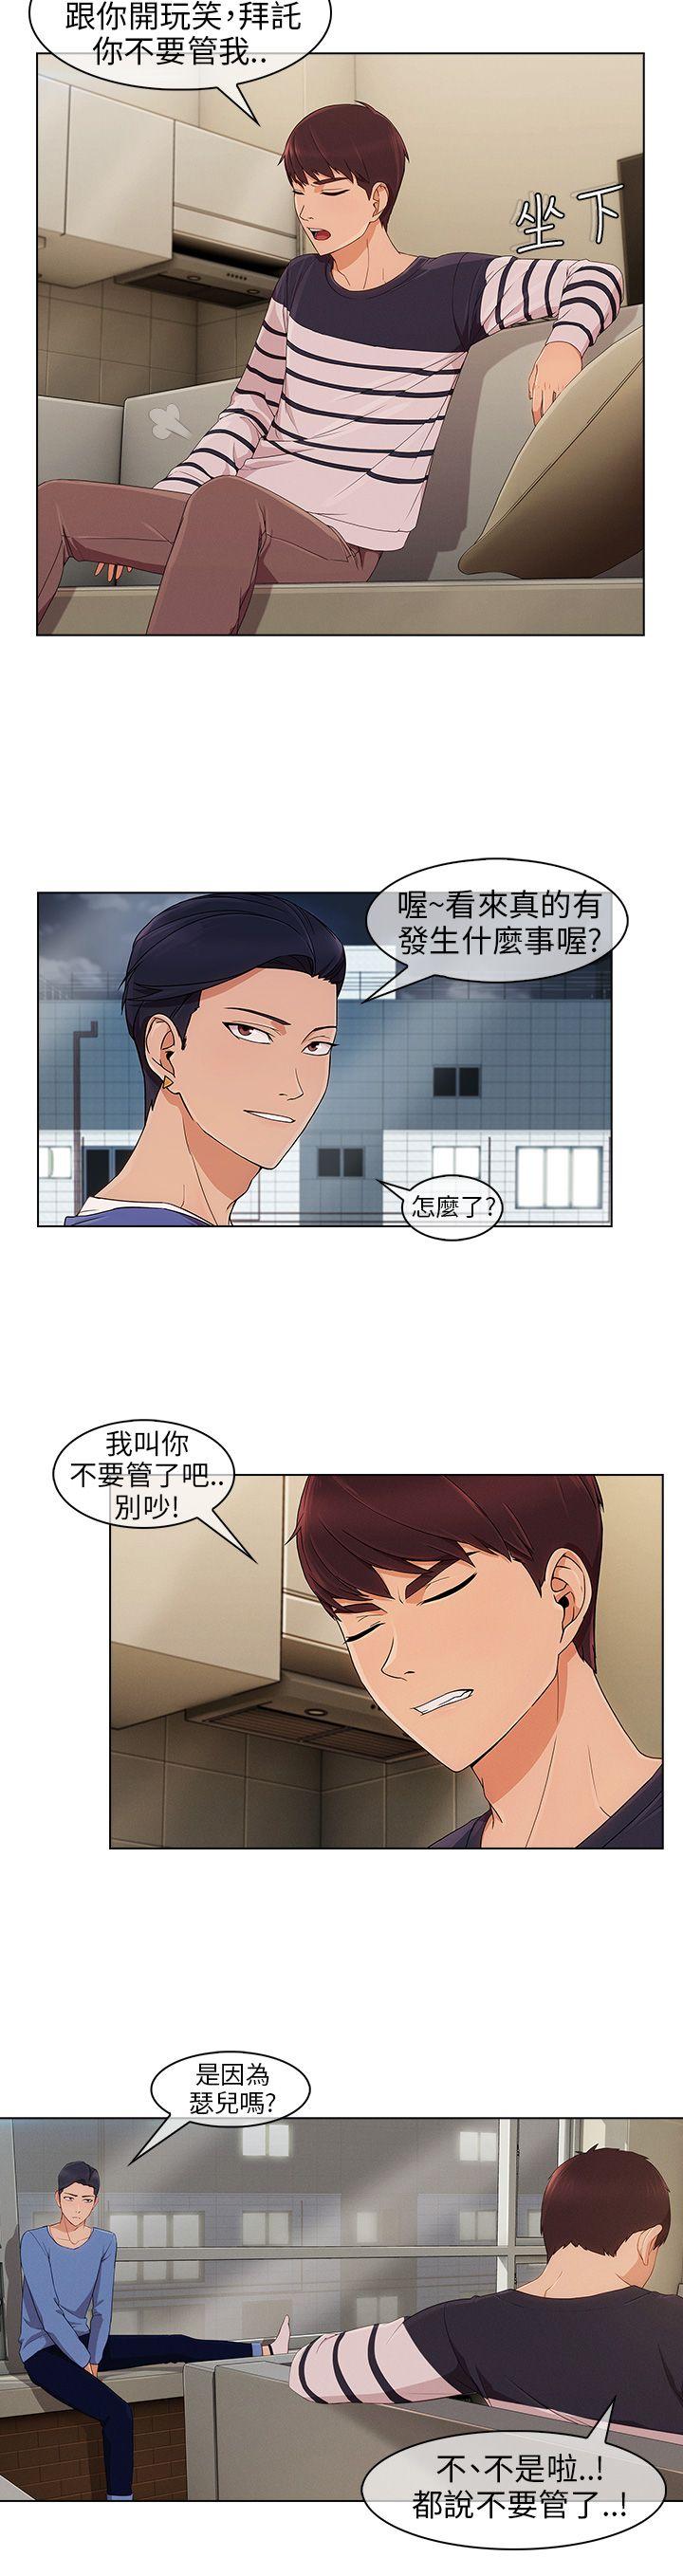 跟你開玩笑，拜託
你不要管我..
坐下
喔~看來真的有
發生什麼事喔?
怎麼了?
我叫你
不要管了吧..
別吵!
是因為
瑟兒嗎?
不、不是啦..!
都說不要管了..!